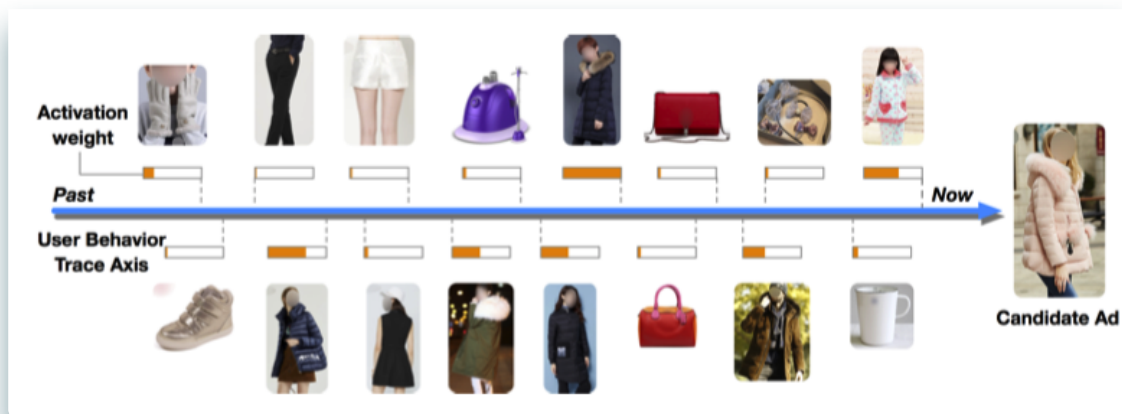 Activation
weight
Past
Now
User Behavior
Trace Axis
Candidate Ad